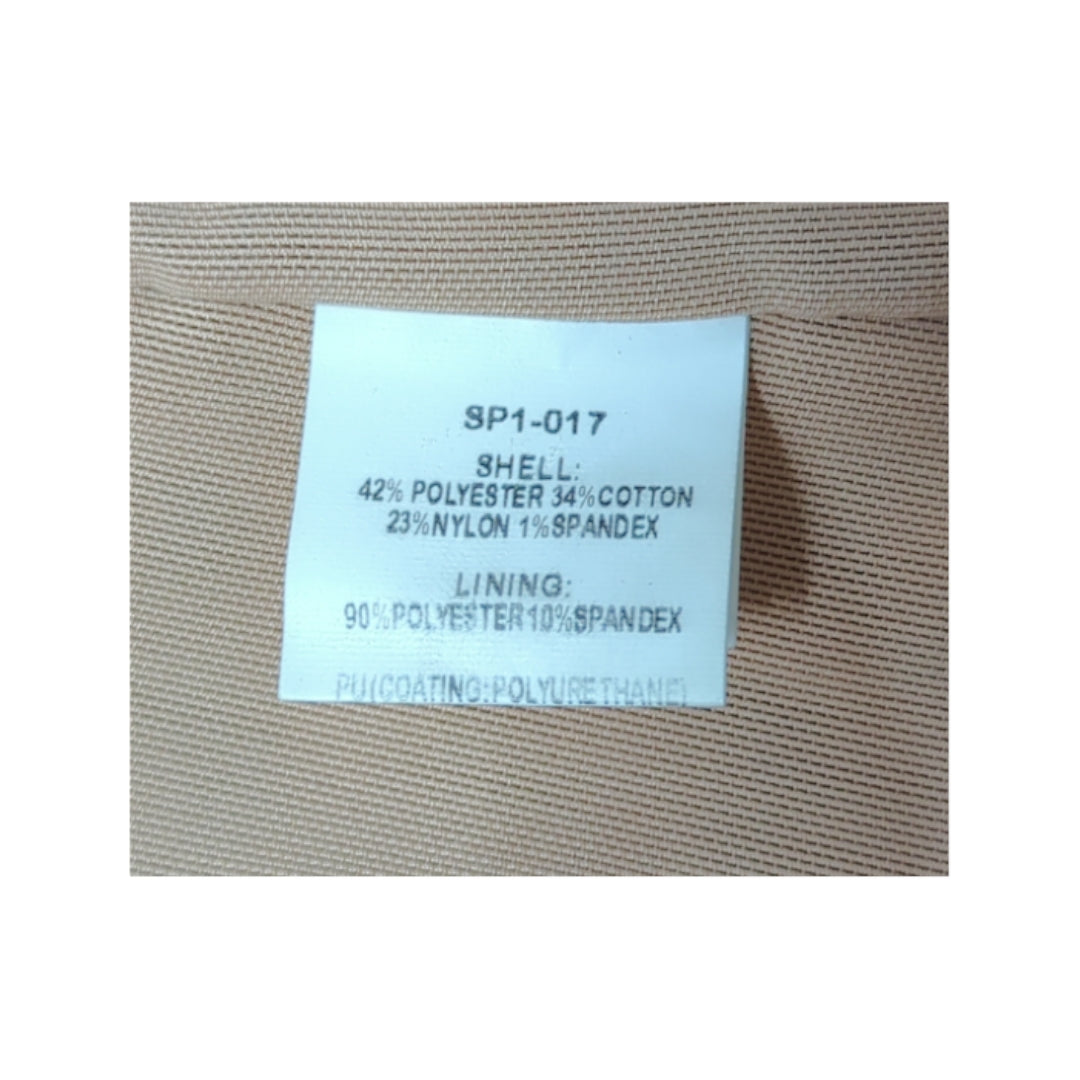 SP1-017
SHELL:
42% POLYESTER 34%COTTON
23%NYLON 1%SPANDEX
LINING:
90%POLYESTER10%SPANDEX
PU(COATING:POLYURETHANE)